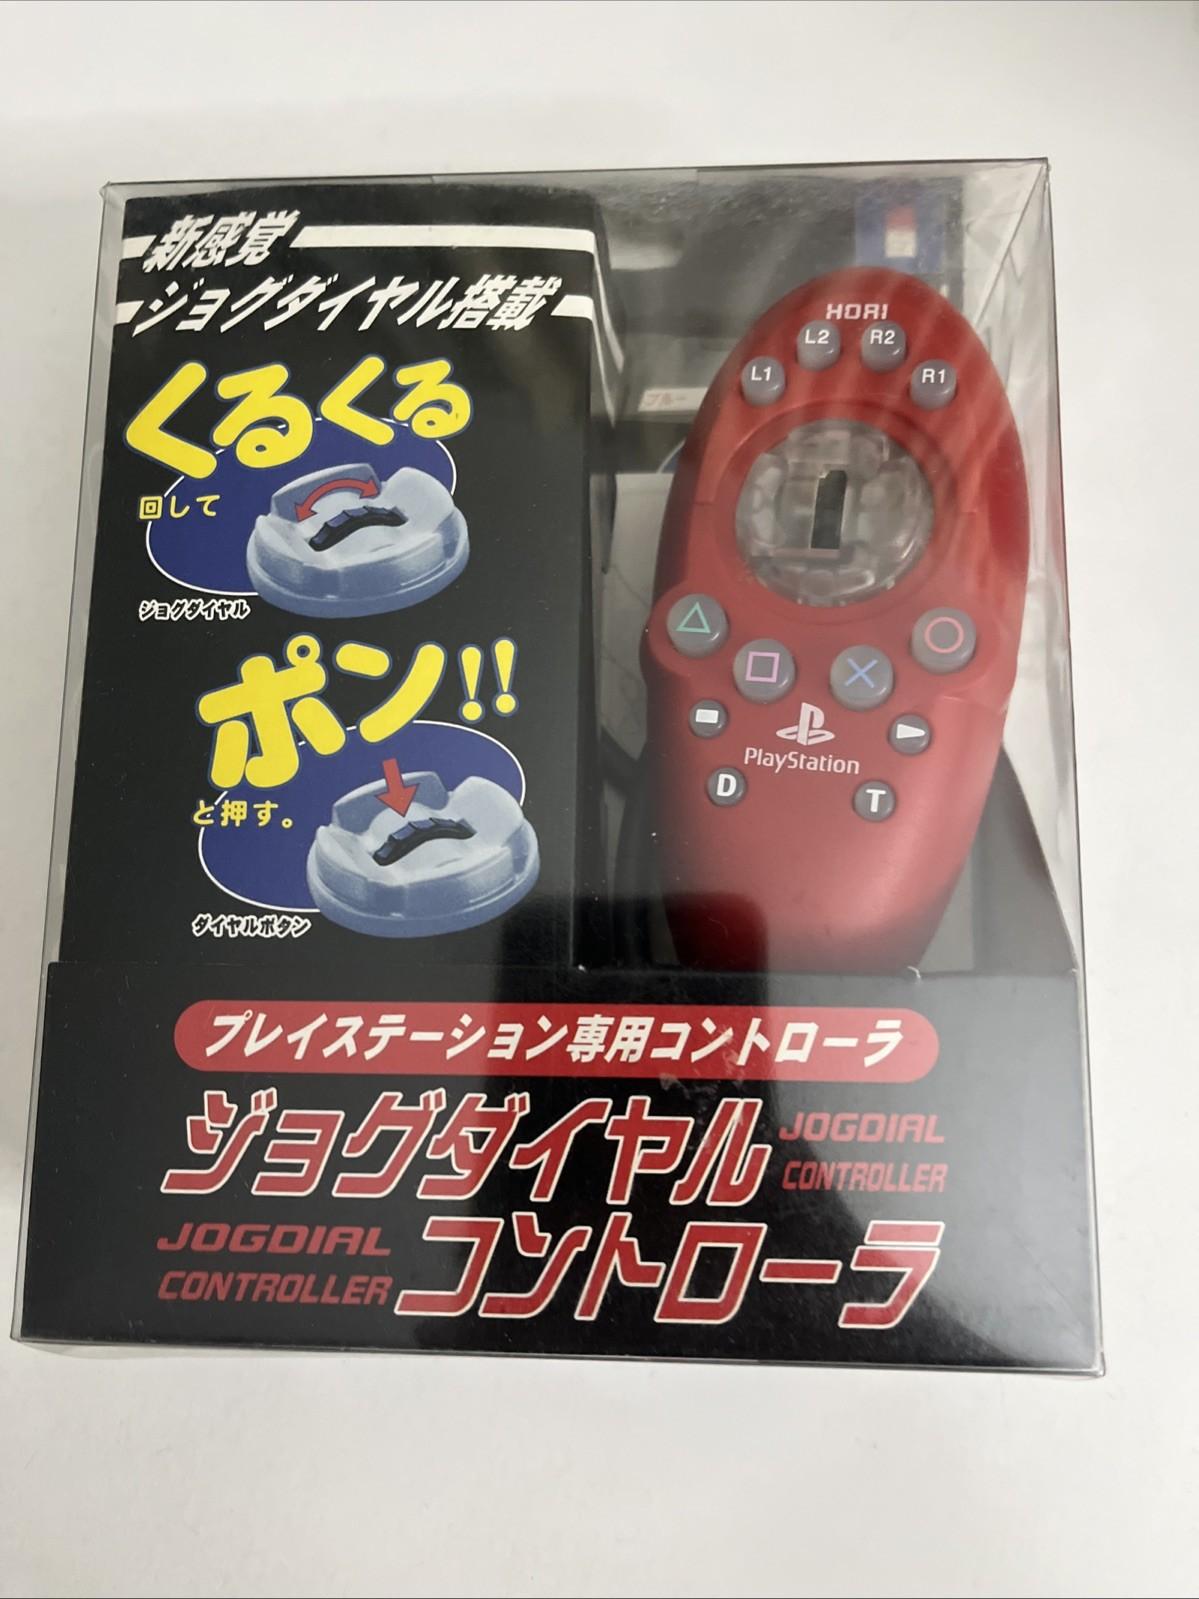 新感覚
ジョグダイヤル搭載
くるくる
回して
ジョグダイヤル
ポン!!
と押す。
ダイヤルボタン
HORI
L2 R2
L1 R1
ブルー
PlayStation
D T
プレイステーション専用コントローラ
ジョグダイヤル
JOGDIAL
CONTROLLER
JOGDIAL
CONTROLLER
コントローラ